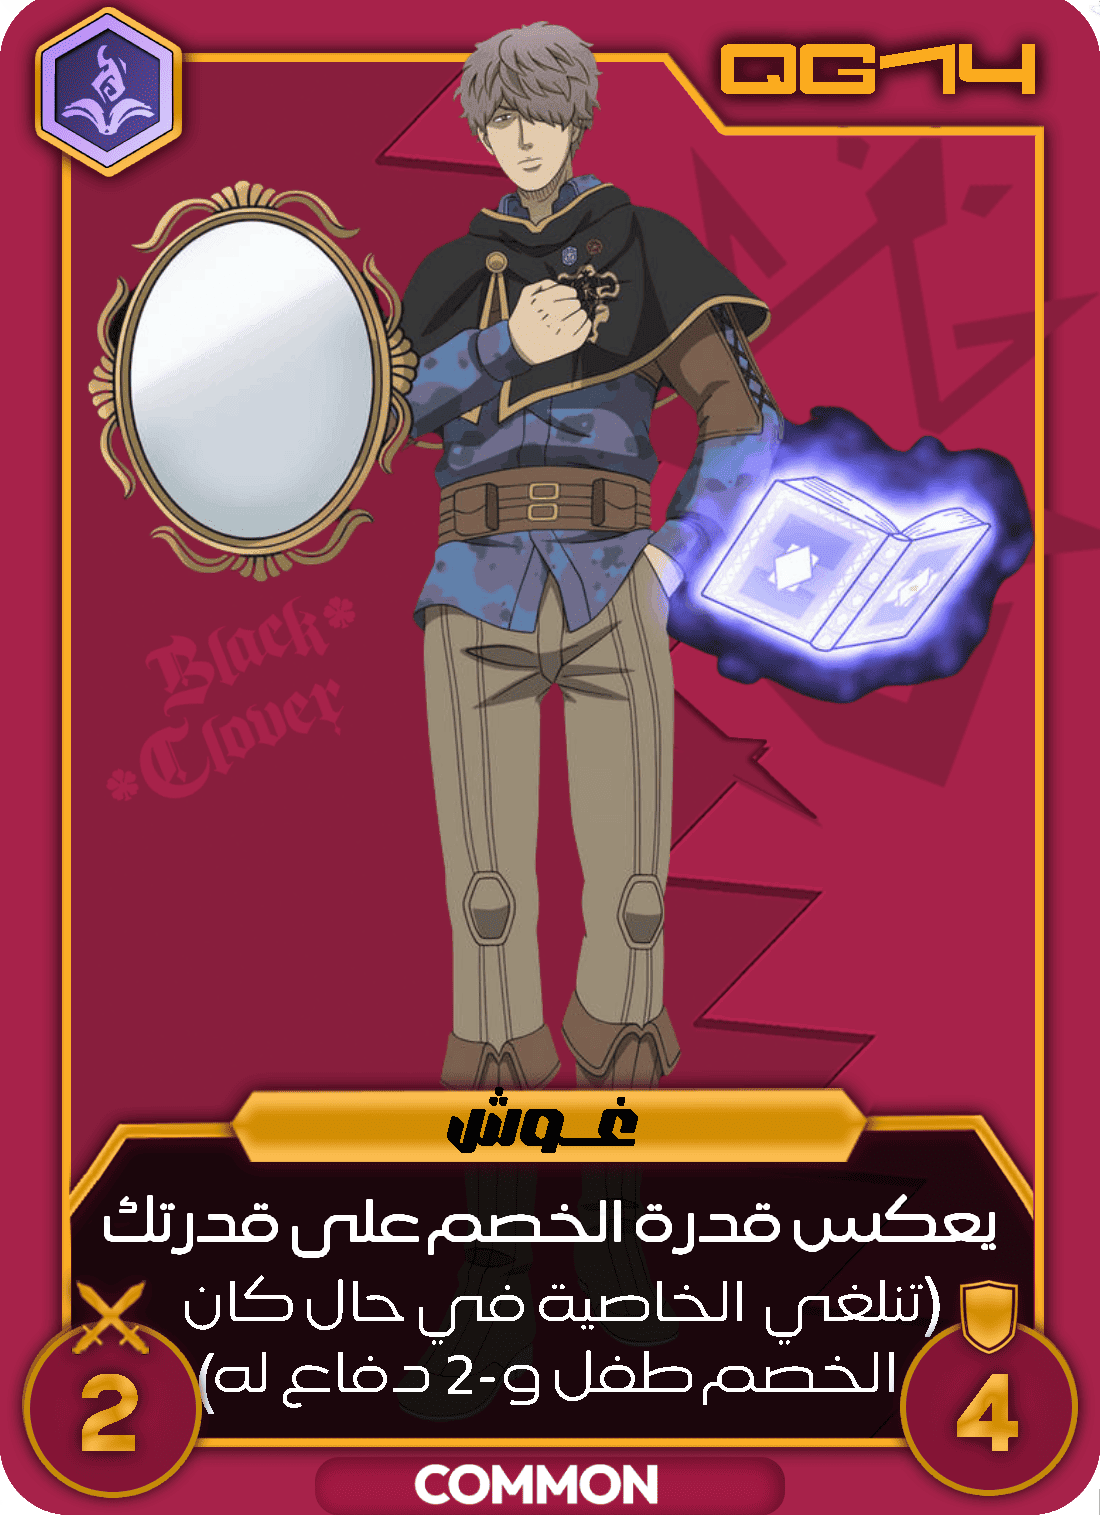 QG14
Black
Clover
غوش
يعكس قدرة الخصم على قدرتك
(تنلغي الخاصية في حال كان
الخصم طفل و-2 دفاع له)
2
4
COMMON